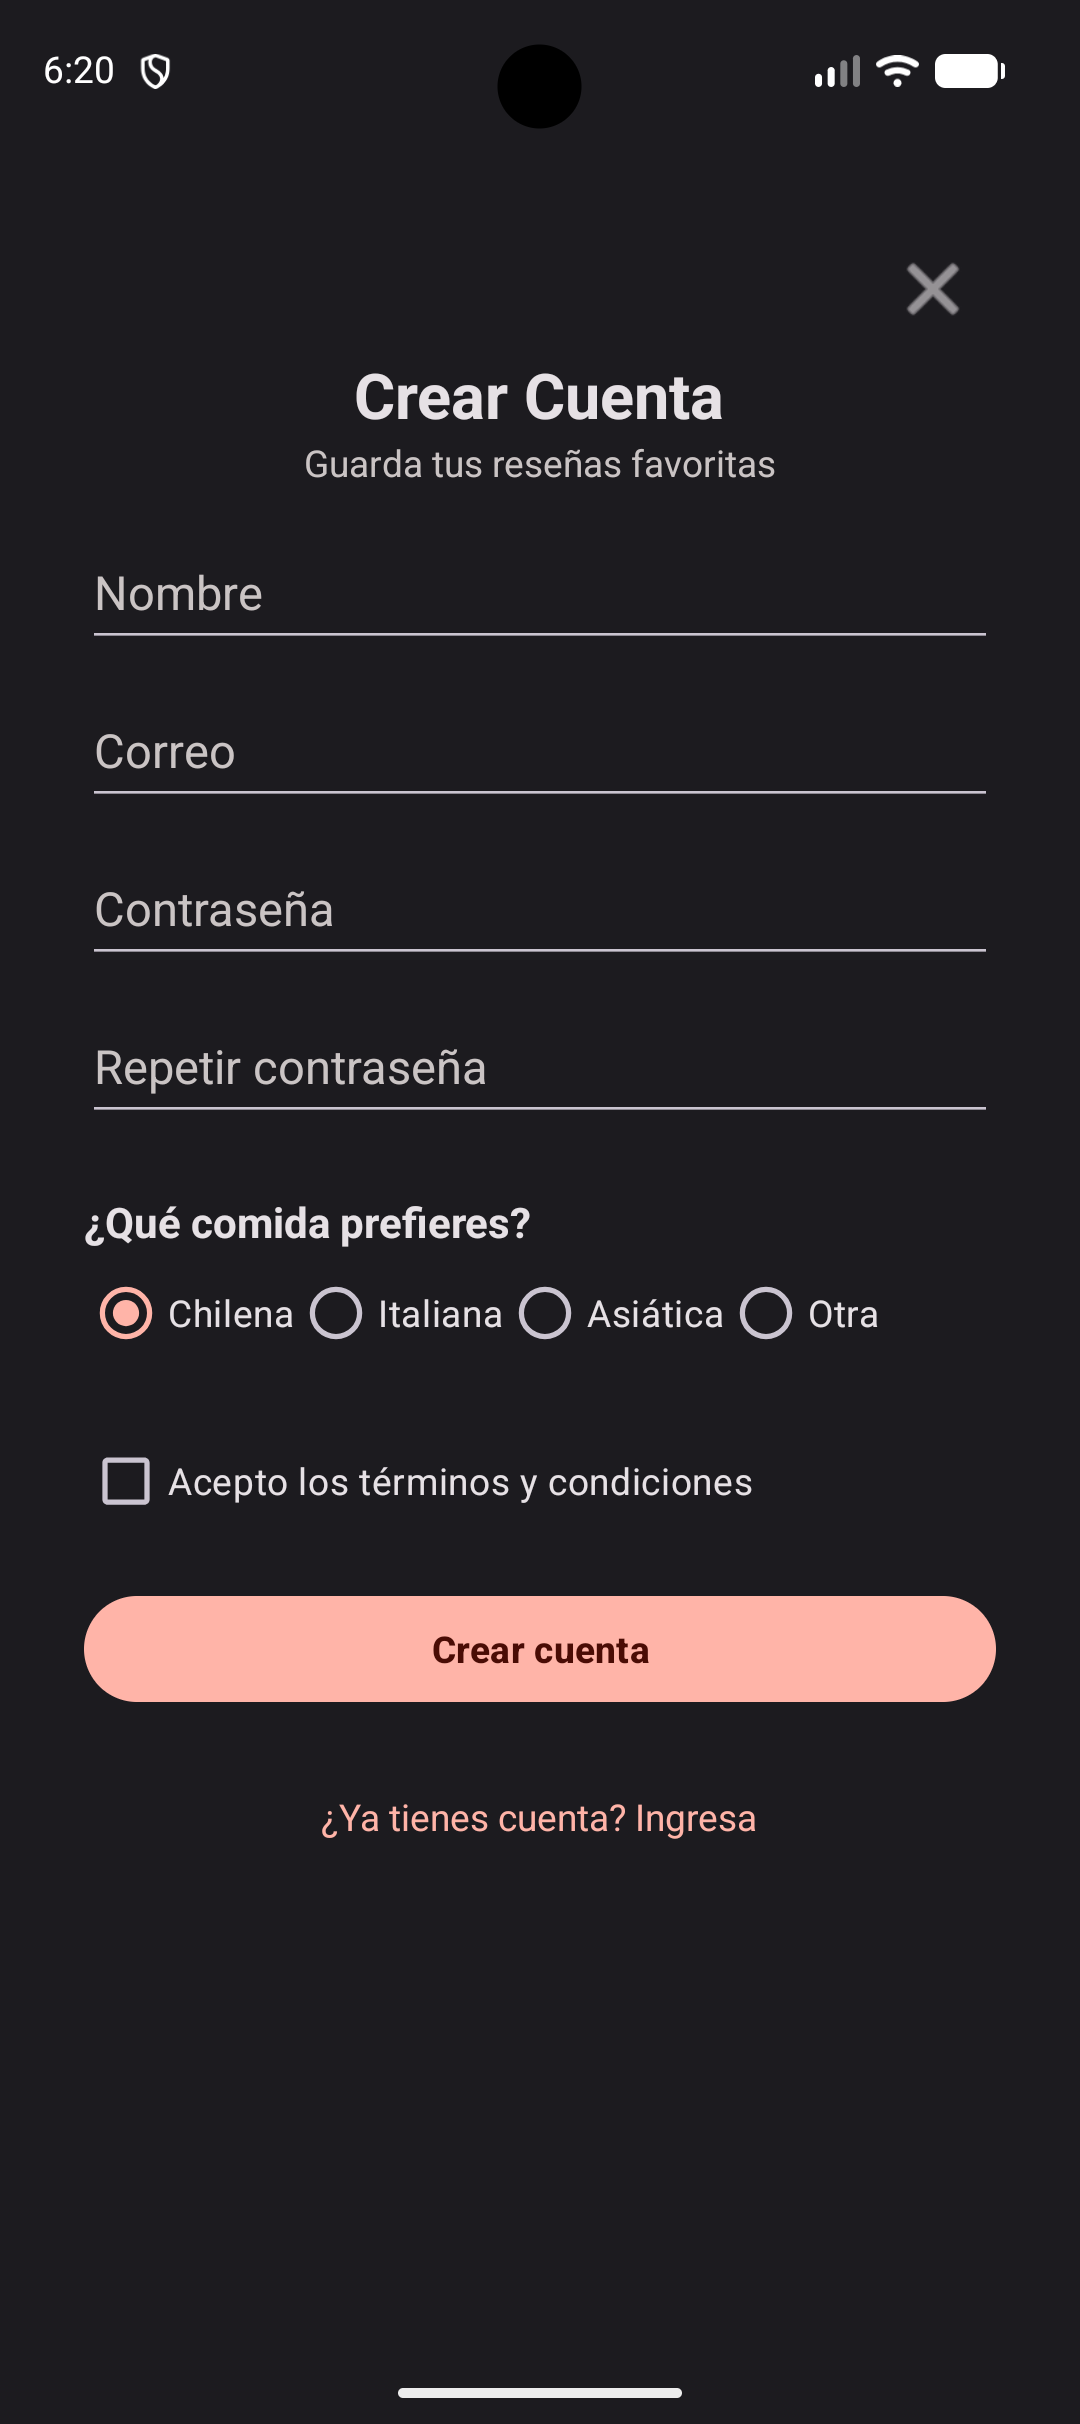 6:20
Crear Cuenta
Guarda tus reseñas favoritas
Nombre
Correo
Contraseña
Repetir contraseña
¿Qué comida prefieres?
Chilena Italiana Asiática Otra
Acepto los términos y condiciones
Crear cuenta
¿Ya tienes cuenta? Ingresa